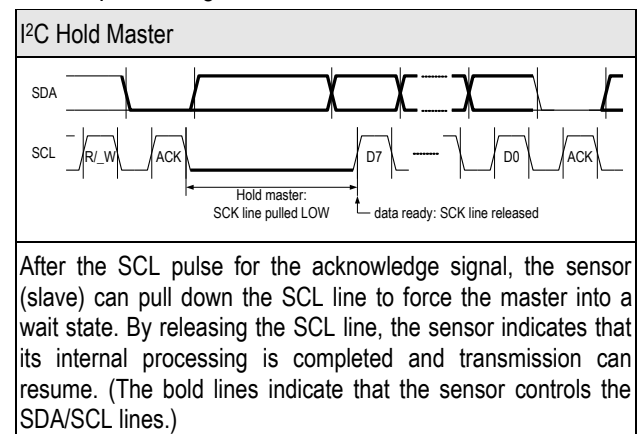 I²C Hold Master
SDA
SCL R/_W ACK D7 D0 ACK
Hold master:
SCK line pulled LOW
data ready: SCK line released
After the SCL pulse for the acknowledge signal, the sensor
(slave) can pull down the SCL line to force the master into a
wait state. By releasing the SCL line, the sensor indicates that
its internal processing is completed and transmission can
resume. (The bold lines indicate that the sensor controls the
SDA/SCL lines.)